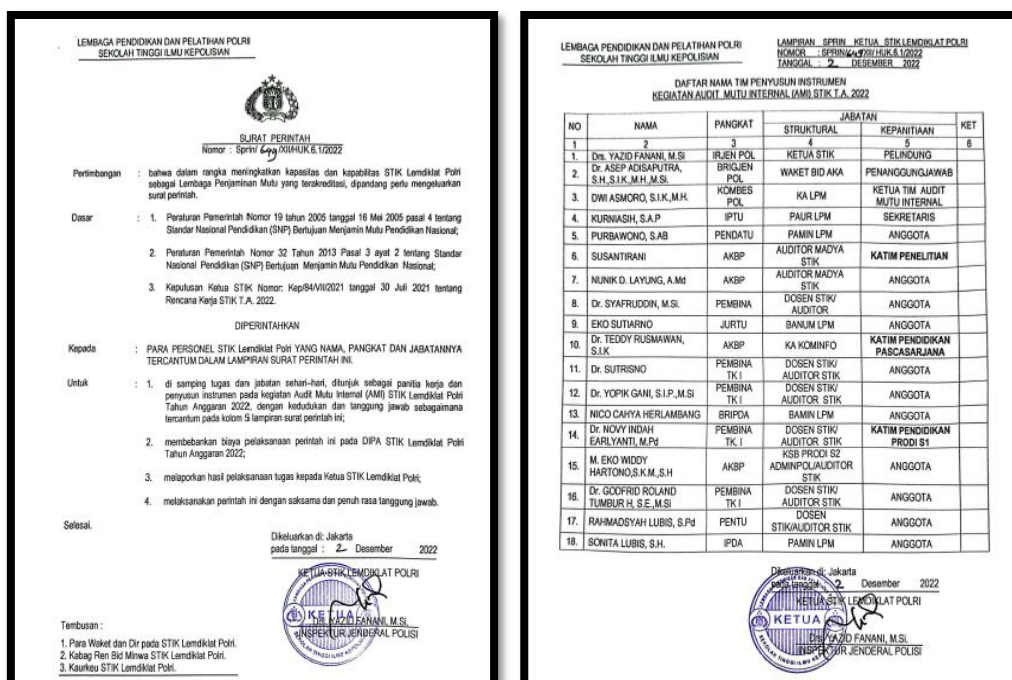 LEMBAGA PENDIDIKAN DAN PELATIHAN POLRI
SEKOLAH TINGGI ILMU KEPOLISIAN
SURAT PERINTAH
Nomor : Sprin/ 649 /XII/HUK.6.1/2022
Pertimbangan : bahwa dalam rangka meningkatkan kapasitas dan kapabilitas STIK Lemdiklat Polri
sebagai Lembaga Penjaminan Mutu yang terakreditasi, dipandang perlu mengeluarkan
surat perintah.
Dasar : 1. Peraturan Pemerintah Nomor 19 tahun 2005 tanggal 16 Mei 2005 pasal 4 tentang
Standar Nasional Pendidikan (SNP) Bertujuan Menjamin Mutu Pendidikan Nasional;
2. Peraturan Pemerintah Nomor 32 Tahun 2013 Pasal 3 ayat 2 tentang Standar
Nasional Pendidikan (SNP) Bertujuan Menjamin Mutu Pendidikan Nasional;
3. Keputusan Ketua STIK Nomor: Kep/84/VII/2021 tanggal 30 Juli 2021 tentang
Rencana Kerja STIK T.A. 2022.
DIPERINTAHKAN
Kepada : PARA PERSONEL STIK Lemdiklat Polri YANG NAMA, PANGKAT DAN JABATANNYA
TERCANTUM DALAM LAMPIRAN SURAT PERINTAH INI.
Untuk : 1. di samping tugas dan jabatan sehari-hari, ditunjuk sebagai panitia kerja dan
penyusun instrumen pada kegiatan Audit Mutu Internal (AMI) STIK Lemdiklat Polri
Tahun Anggaran 2022, dengan kedudukan dan tanggung jawab sebagaimana
tercantum pada kolom 5 lampiran surat perintah ini;
2. membebankan biaya pelaksanaan perintah ini pada DIPA STIK Lemdiklat Polri
Tahun Anggaran 2022;
3. melaporkan hasil pelaksanaan tugas kepada Ketua STIK Lemdiklat Polri;
4. melaksanakan perintah ini dengan saksama dan penuh rasa tanggung jawab.
Selesai.
Dikeluarkan di: Jakarta
pada tanggal : 2 Desember 2022
KETUA STIK LEMDIKLAT POLRI
KETUA
Drs. YAZID FANANI, M.Si.
INSPEKTUR JENDERAL POLISI
Tembusan :
1. Para Waket dan Dir pada STIK Lemdiklat Polri.
2. Kabag Ren Bid Minwa STIK Lemdiklat Polri.
3. Kaurkeu STIK Lemdiklat Polri.
LEMBAGA PENDIDIKAN DAN PELATIHAN POLRI
SEKOLAH TINGGI ILMU KEPOLISIAN
LAMPIRAN SPRIN KETUA STIK LEMDIKLAT POLRI
NOMOR : SPRIN/649/XII/HUK.6.1/2022
TANGGAL : 2 DESEMBER 2022
DAFTAR NAMA TIM PENYUSUN INSTRUMEN
KEGIATAN AUDIT MUTU INTERNAL (AMI) STIK T.A. 2022
NO NAMA PANGKAT JABATAN KET
STRUKTURAL KEPANITIAAN
1 2 3 4 5 6
1. Drs. YAZID FANANI, M.Si IRJEN POL KETUA STIK PELINDUNG
2. Dr. ASEP ADISAPUTRA, S.H.,S.I.K.,M.H.,M.Si. BRIGJEN POL WAKET BID AKA PENANGGUNGJAWAB
3. DWI ASMORO, S.I.K.,M.H. KOMBES POL KA LPM KETUA TIM AUDIT MUTU INTERNAL
4. KURNIASIH, S.A.P IPTU PAUR LPM SEKRETARIS
5. PURBAWONO, S.AB PENDATU PAMIN LPM ANGGOTA
6. SUSANTIRANI AKBP AUDITOR MADYA STIK KATIM PENELITIAN
7. NUNIK D. LAYUNG, A.Md AKBP AUDITOR MADYA STIK ANGGOTA
8. Dr. SYAFRUDDIN, M.Si. PEMBINA DOSEN STIK/ AUDITOR ANGGOTA
9. EKO SUTIARNO JURTU BANUM LPM ANGGOTA
10. Dr. TEDDY RUSMAWAN, S.I.K AKBP KA KOMINFO KATIM PENDIDIKAN PASCASARJANA
11. Dr. SUTRISNO PEMBINA TK I DOSEN STIK/ AUDITOR STIK ANGGOTA
12. Dr. YOPIK GANI, S.I.P.,M.Si PEMBINA TK I DOSEN STIK/ AUDITOR STIK ANGGOTA
13. NICO CAHYA HERLAMBANG BRIPDA BAMIN LPM ANGGOTA
14. Dr. NOVY INDAH EARLYANTI, M.Pd PEMBINA TK. I DOSEN STIK/ AUDITOR STIK KATIM PENDIDIKAN PRODI S1
15. M. EKO WIDDY HARTONO,S.K.M.,S.H AKBP KSB PRODI S2 ADMINPOL/AUDITOR STIK ANGGOTA
16. Dr. GODFRID ROLAND TUMBUR H, S.E.,M.Si PEMBINA TK I DOSEN STIK/ AUDITOR STIK ANGGOTA
17. RAHMADSYAH LUBIS, S.Pd PENTU DOSEN STIK/AUDITOR STIK ANGGOTA
18. SONITA LUBIS, S.H. IPDA PAMIN LPM ANGGOTA
Dikeluarkan di: Jakarta
pada tanggal : 2 Desember 2022
KETUA STIK LEMDIKLAT POLRI
KETUA
Drs. YAZID FANANI, M.Si.
INSPEKTUR JENDERAL POLISI